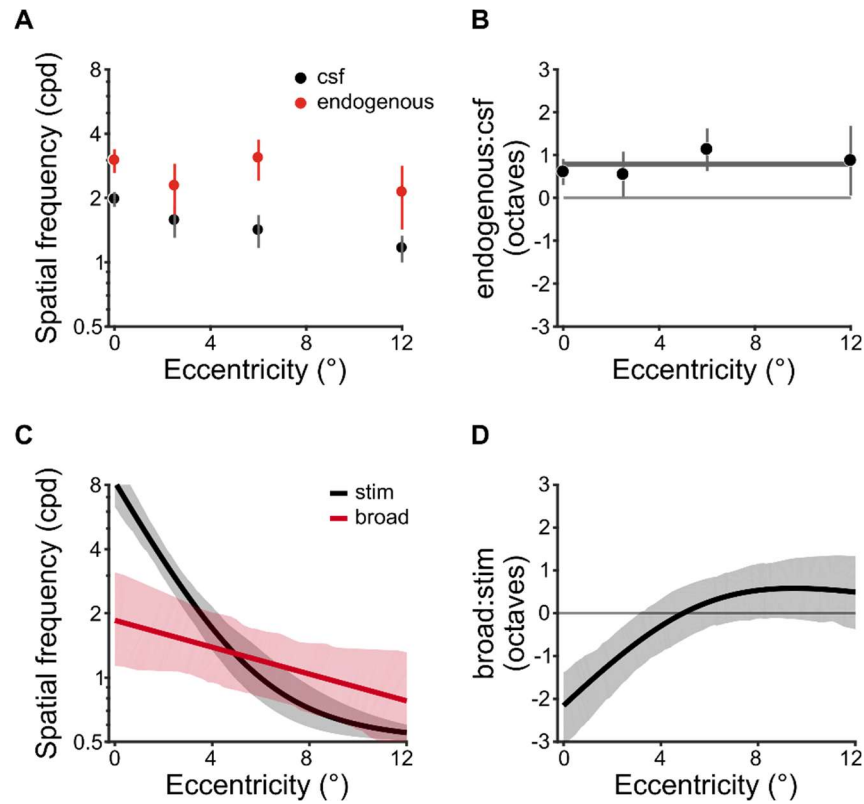 A
Spatial frequency (cpd)
8
4
2
1
0.5
csf
endogenous
0
4
8
12
Eccentricity (°)
B
endogenous:csf
(octaves)
3
2
1
0
-1
-2
-3
0
4
8
12
Eccentricity (°)
C
Spatial frequency (cpd)
8
4
2
1
0.5
stim
broad
0
4
8
12
Eccentricity (°)
D
broad:stim
(octaves)
3
2
1
0
-1
-2
-3
0
4
8
12
Eccentricity (°)